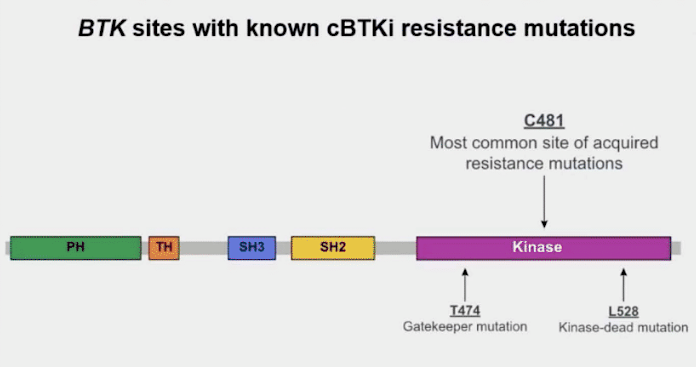 BTK sites with known cBTKi resistance mutations
C481
Most common site of acquired
resistance mutations
PH
TH
SH3
SH2
Kinase
T474
Gatekeeper mutation
L528
Kinase-dead mutation